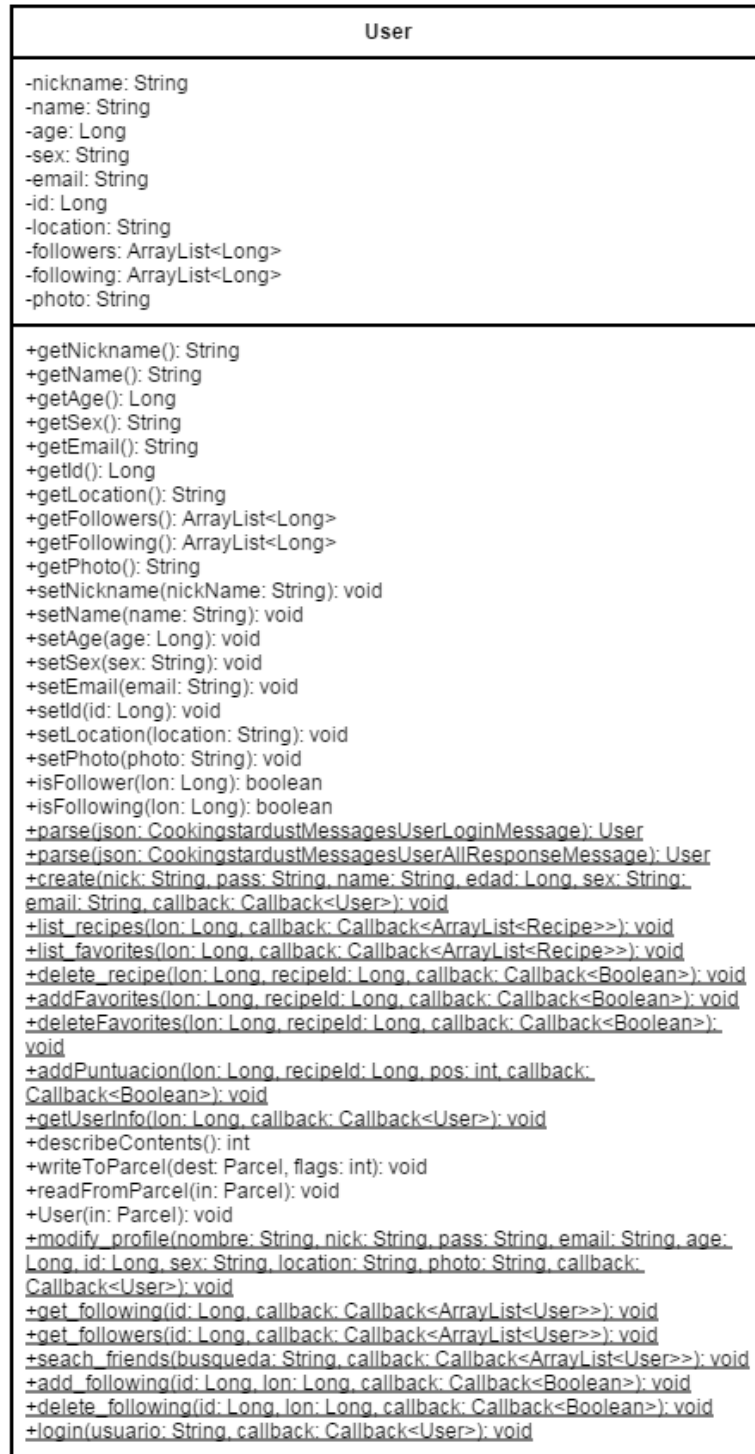 User
-nickname: String
-name: String
-age: Long
-sex: String
-email: String
-id: Long
-location: String
-followers: ArrayList<Long>
-following: ArrayList<Long>
-photo: String
+getNickname(): String
+getName(): String
+getAge(): Long
+getSex(): String
+getEmail(): String
+getId(): Long
+getLocation(): String
+getFollowers(): ArrayList<Long>
+getFollowing(): ArrayList<Long>
+getPhoto(): String
+setNickname(nickName: String): void
+setName(name: String): void
+setAge(age: Long): void
+setSex(sex: String): void
+setEmail(email: String): void
+setId(id: Long): void
+setLocation(location: String): void
+setPhoto(photo: String): void
+isFollower(lon: Long): boolean
+isFollowing(lon: Long): boolean
+parse(json: CookingstardustMessagesUserLoginMessage): User
+parse(json: CookingstardustMessagesUserAllResponseMessage): User
+create(nick: String, pass: String, name: String, edad: Long, sex: String;
email: String, callback: Callback<User>): void
+list_recipes(lon: Long, callback: Callback<ArrayList<Recipe>>): void
+list_favorites(lon: Long, callback: Callback<ArrayList<Recipe>>): void
+delete_recipe(lon: Long, recipeId: Long, callback: Callback<Boolean>): void
+addFavorites(lon: Long, recipeId: Long, callback: Callback<Boolean>): void
+deleteFavorites(lon: Long, recipeId: Long, callback: Callback<Boolean>):
void
+addPuntuacion(lon: Long, recipeId: Long, pos: int, callback:
Callback<Boolean>): void
+getUserInfo(lon: Long, callback: Callback<User>): void
+describeContents(): int
+writeToParcel(dest: Parcel, flags: int): void
+readFromParcel(in: Parcel): void
+User(in: Parcel): void
+modify_profile(nombre: String, nick: String, pass: String, email: String, age:
Long, id: Long, sex: String, location: String, photo: String, callback:
Callback<User>): void
+get_following(id: Long, callback: Callback<ArrayList<User>>): void
+get_followers(id: Long, callback: Callback<ArrayList<User>>): void
+seach_friends(busqueda: String, callback: Callback<ArrayList<User>>): void
+add_following(id: Long, lon: Long, callback: Callback<Boolean>): void
+delete_following(id: Long, lon: Long, callback: Callback<Boolean>): void
+login(usuario: String, callback: Callback<User>): void